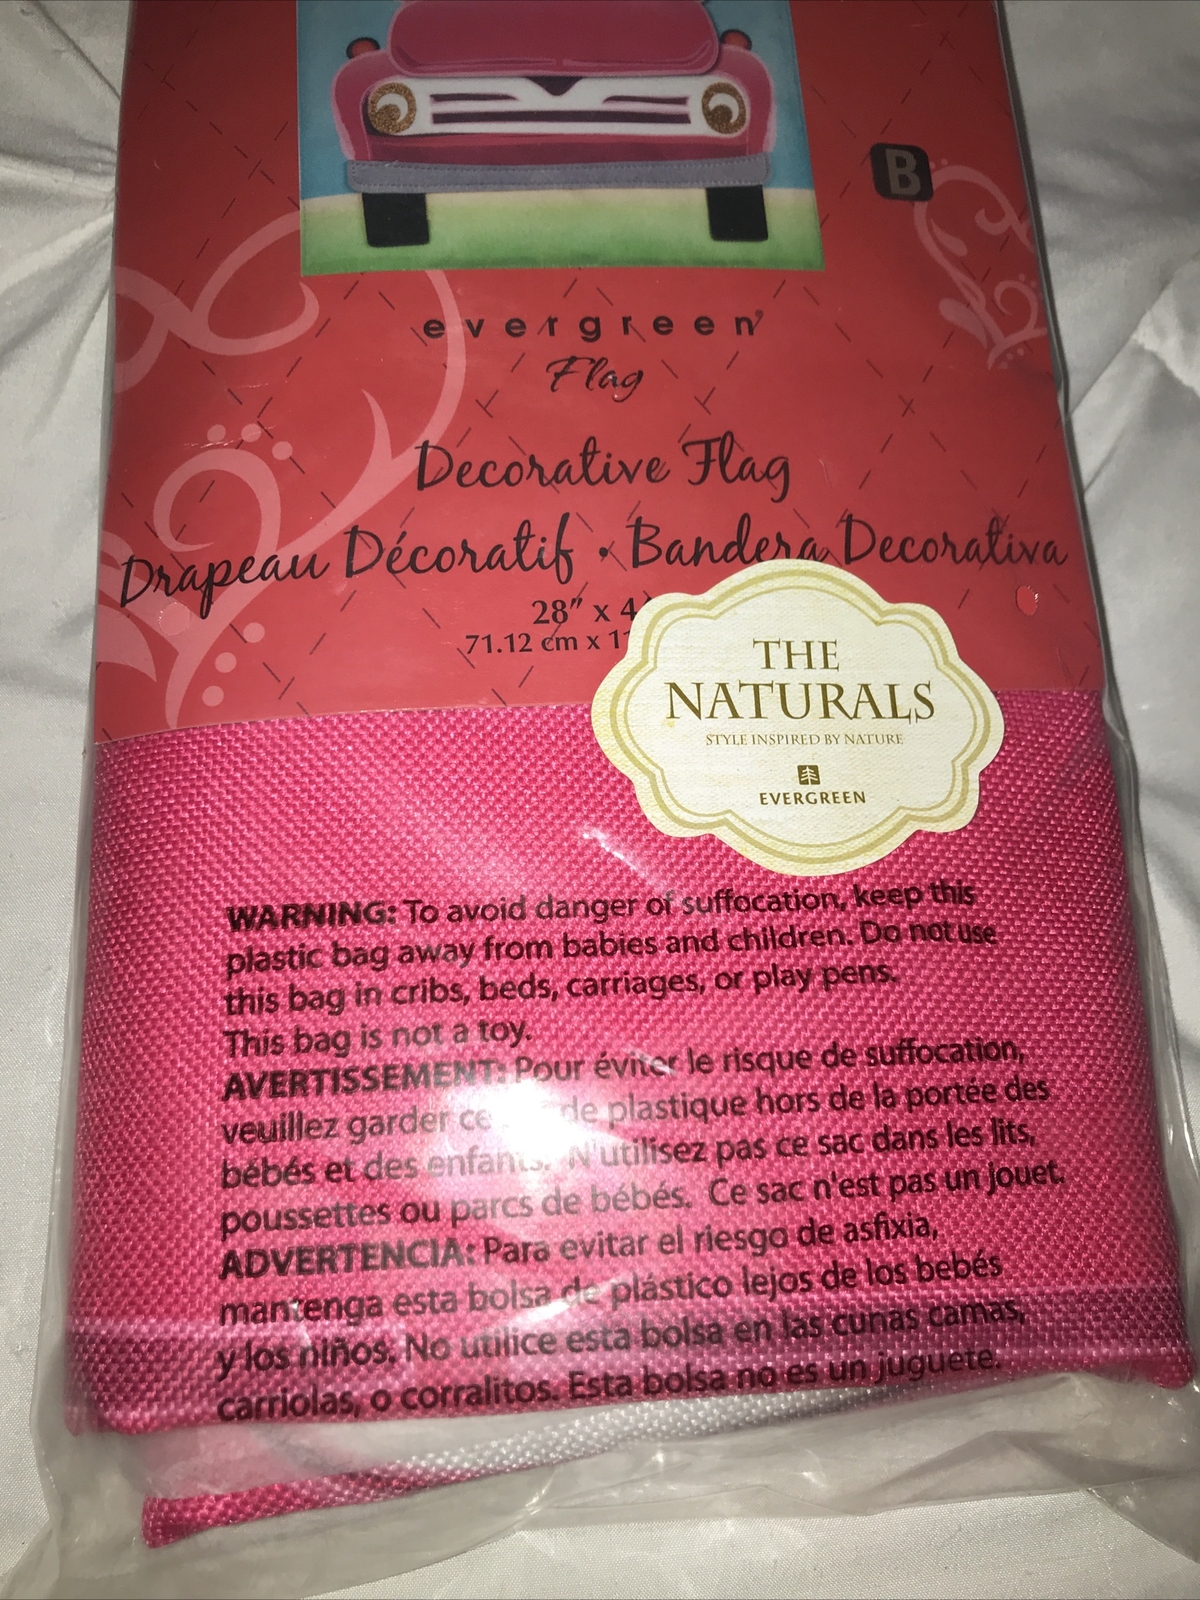 B
evergreen
Flag
Decorative Flag
Drapeau Décoratif • Bandera Decorativa
28" x 4
71.12 cm x 11
THE
NATURALS
STYLE INSPIRED BY NATURE
EVERGREEN
WARNING: To avoid danger of suffocation, keep this
plastic bag away from babies and children. Do not use
this bag in cribs, beds, carriages, or play pens.
This bag is not a toy.
AVERTISSEMENT: Pour éviter le risque de suffocation,
veuillez garder ce de plastique hors de la portée des
bébés et des enfants. N'utilisez pas ce sac dans les lits,
poussettes ou parcs de bébés. Ce sac n'est pas un jouet.
ADVERTENCIA: Para evitar el riesgo de asfixia,
mantenga esta bolsa de plástico lejos de los bebés
y los niños. No utilice esta bolsa en las cunas camas,
carriolas, o corralitos. Esta bolsa no es un juguete.